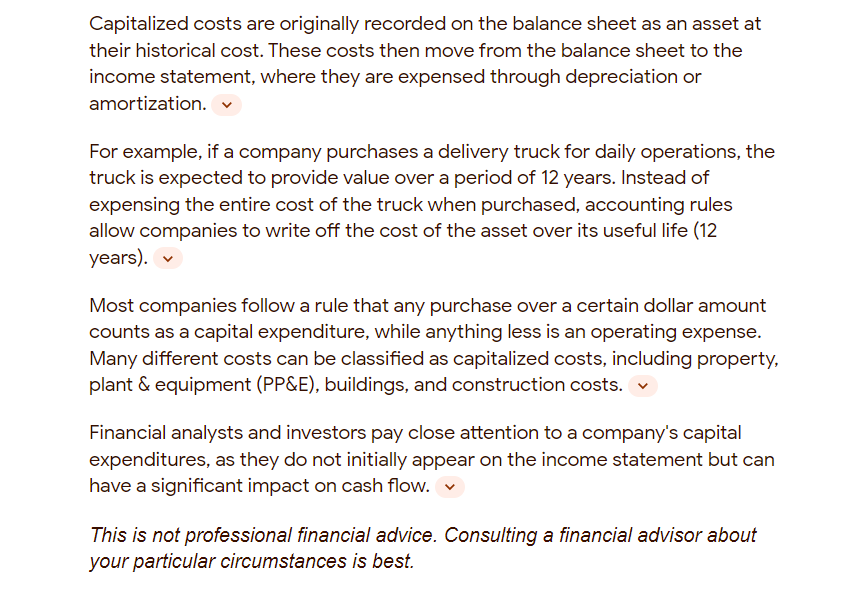 Capitalized costs are originally recorded on the balance sheet as an asset at
their historical cost. These costs then move from the balance sheet to the
income statement, where they are expensed through depreciation or
amortization.
For example, if a company purchases a delivery truck for daily operations, the
truck is expected to provide value over a period of 12 years. Instead of
expensing the entire cost of the truck when purchased, accounting rules
allow companies to write off the cost of the asset over its useful life (12
years).
Most companies follow a rule that any purchase over a certain dollar amount
counts as a capital expenditure, while anything less is an operating expense.
Many different costs can be classified as capitalized costs, including property,
plant & equipment (PP&E), buildings, and construction costs.
Financial analysts and investors pay close attention to a company's capital
expenditures, as they do not initially appear on the income statement but can
have a significant impact on cash flow.
This is not professional financial advice. Consulting a financial advisor about
your particular circumstances is best.